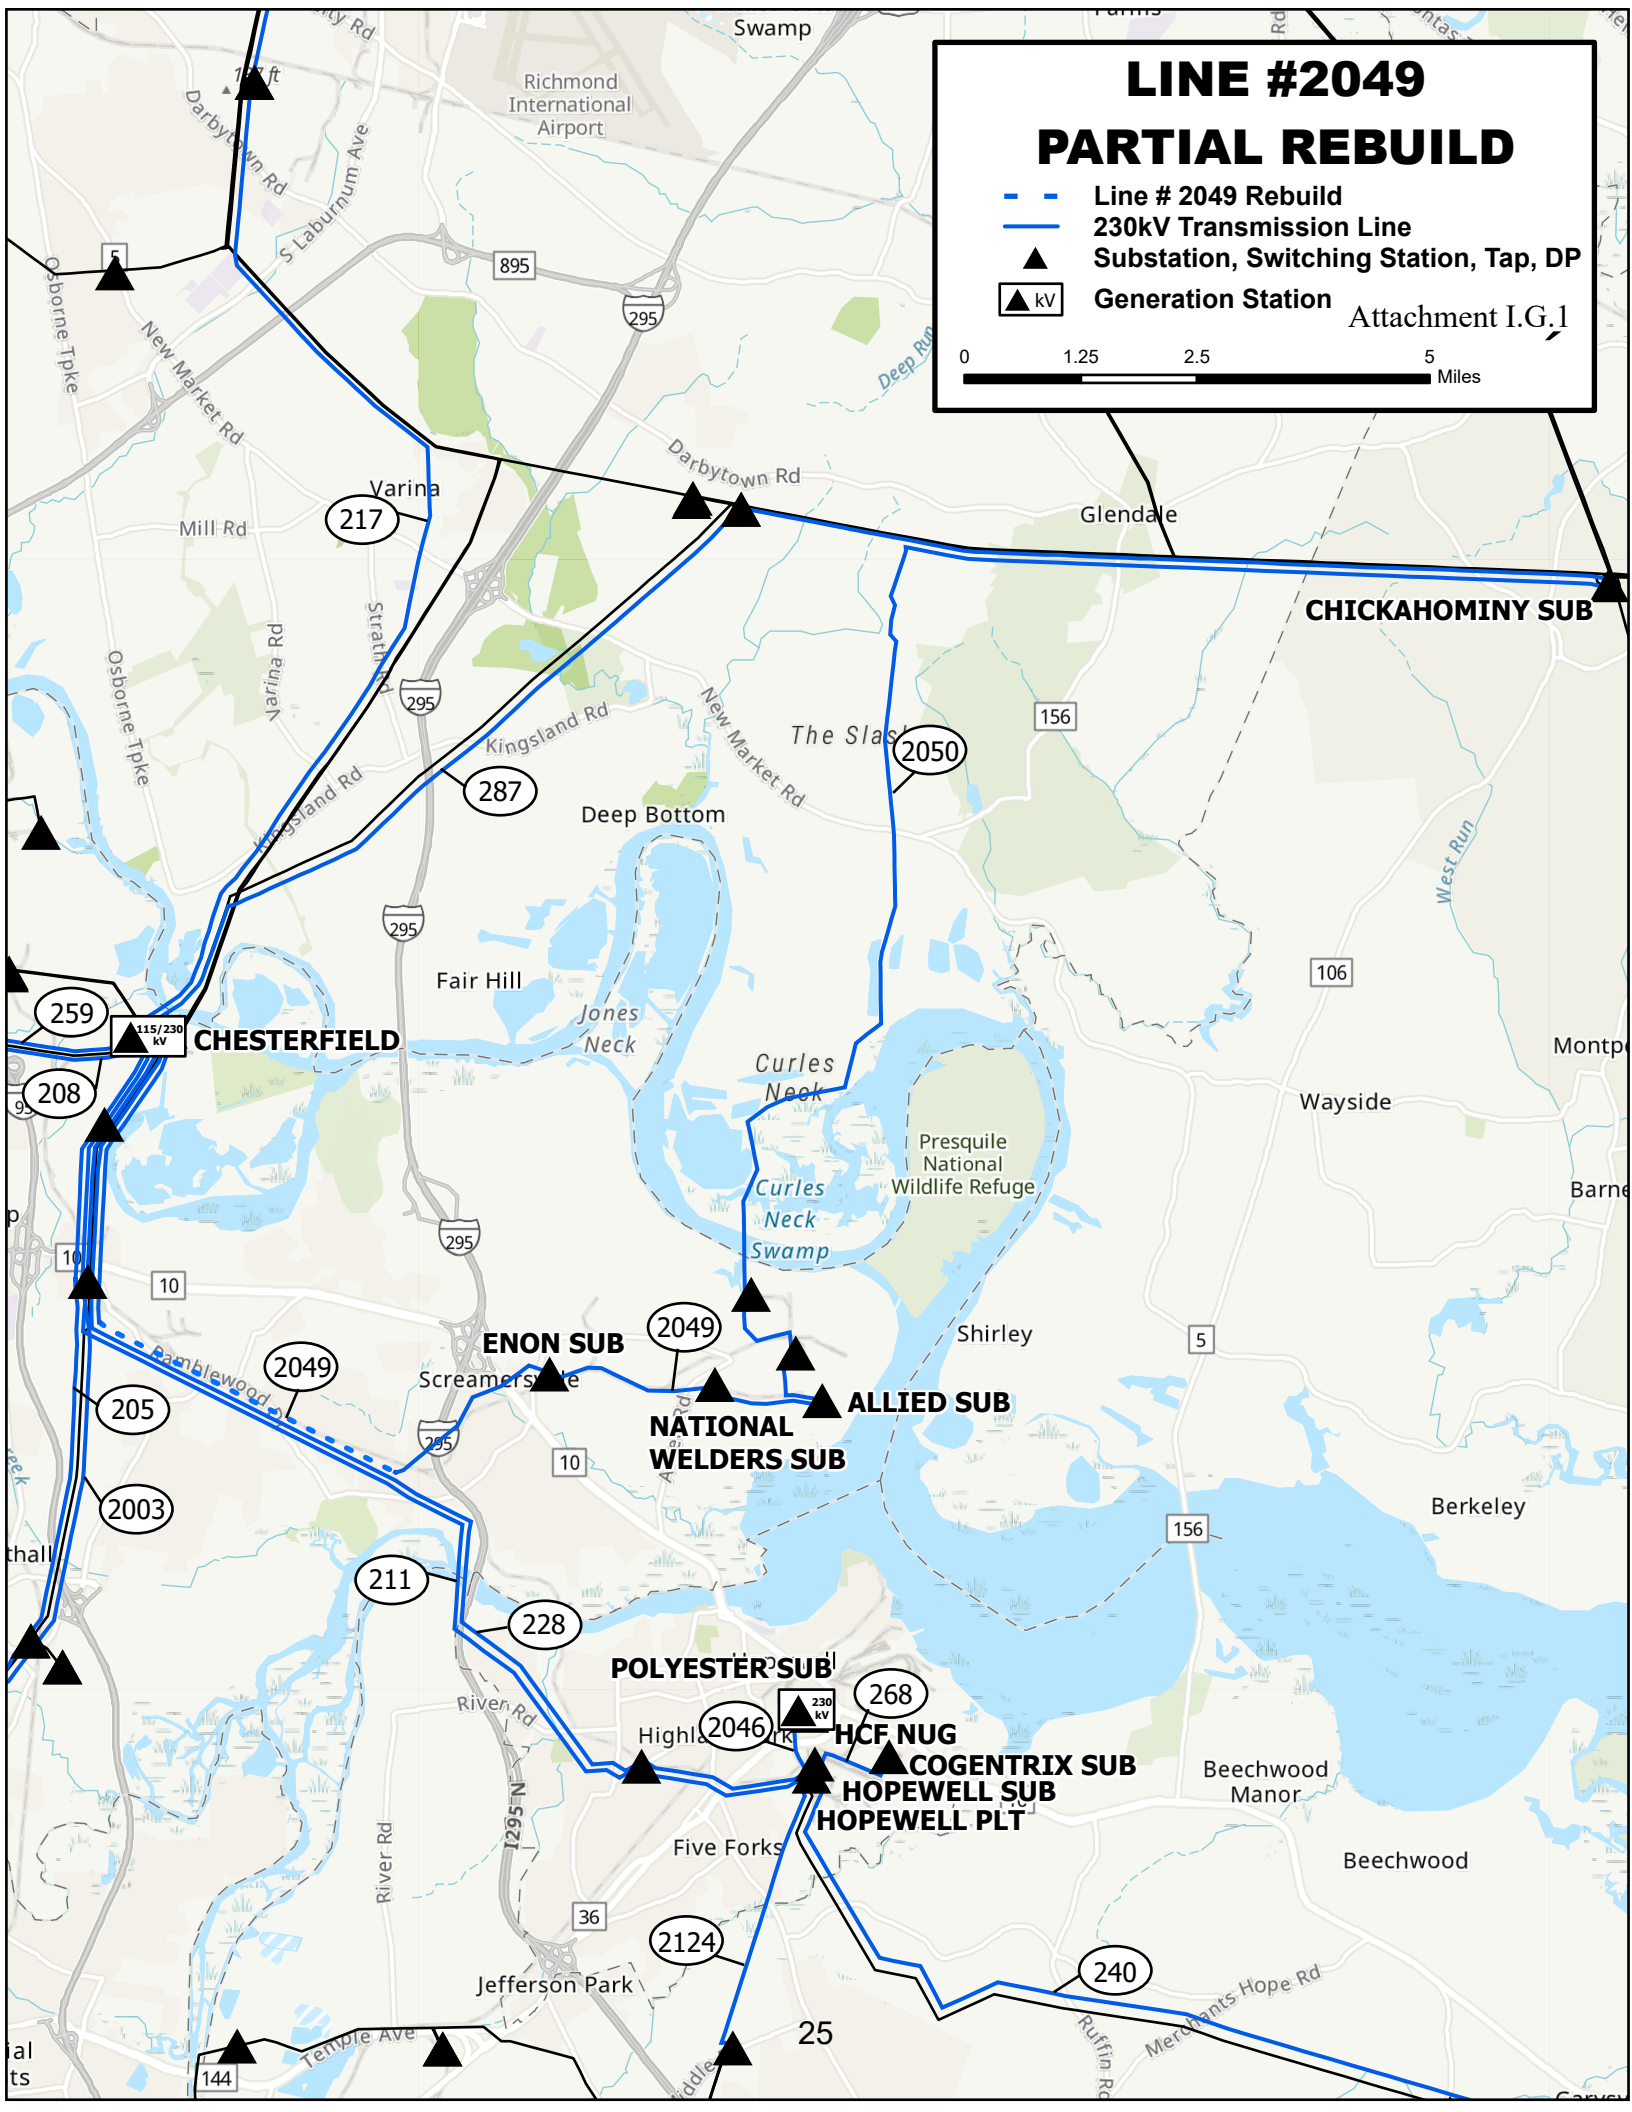 Swamp
LINE #2049
PARTIAL REBUILD
Line # 2049 Rebuild
230kV Transmission Line
Substation, Switching Station, Tap, DP
kV
Generation Station
Attachment I.G.1
0 1.25 2.5 5
Miles
Richmond
International
Airport
Darbytown Rd
S Laburnum Ave
5
895
295
Osborne Tpke
New Market Rd
Deep Run
Darbytown Rd
Varina
217
Mill Rd
Glendale
CHICKAHOMINY SUB
Strath Rd
Varina Rd
Osborne Tpke
295
Kingsland Rd
New Market Rd
156
2050
287
Kingsland Rd
Deep Bottom
West Run
295
Fair Hill
106
259
115/230
kV
CHESTERFIELD
Jones
Neck
208
Curles
Neck
Wayside
Presquile
National
Wildlife Refuge
Curles
Neck
Swamp
295
10
10
Shirley
5
ENON SUB
2049
2049
Screamersville
ALLIED SUB
205
NATIONAL
WELDERS SUB
295
10
2003
Berkeley
156
211
228
POLYESTER SUB
268
230
kV
River Rd
2046
HCF NUG
COGENTRIX SUB
HOPEWELL SUB
HOPEWELL PLT
Beechwood
Manor
I295 N
River Rd
Five Forks
Beechwood
36
2124
240
Jefferson Park
Merchants Hope Rd
25
Ruffin Rd
Temple Ave
144